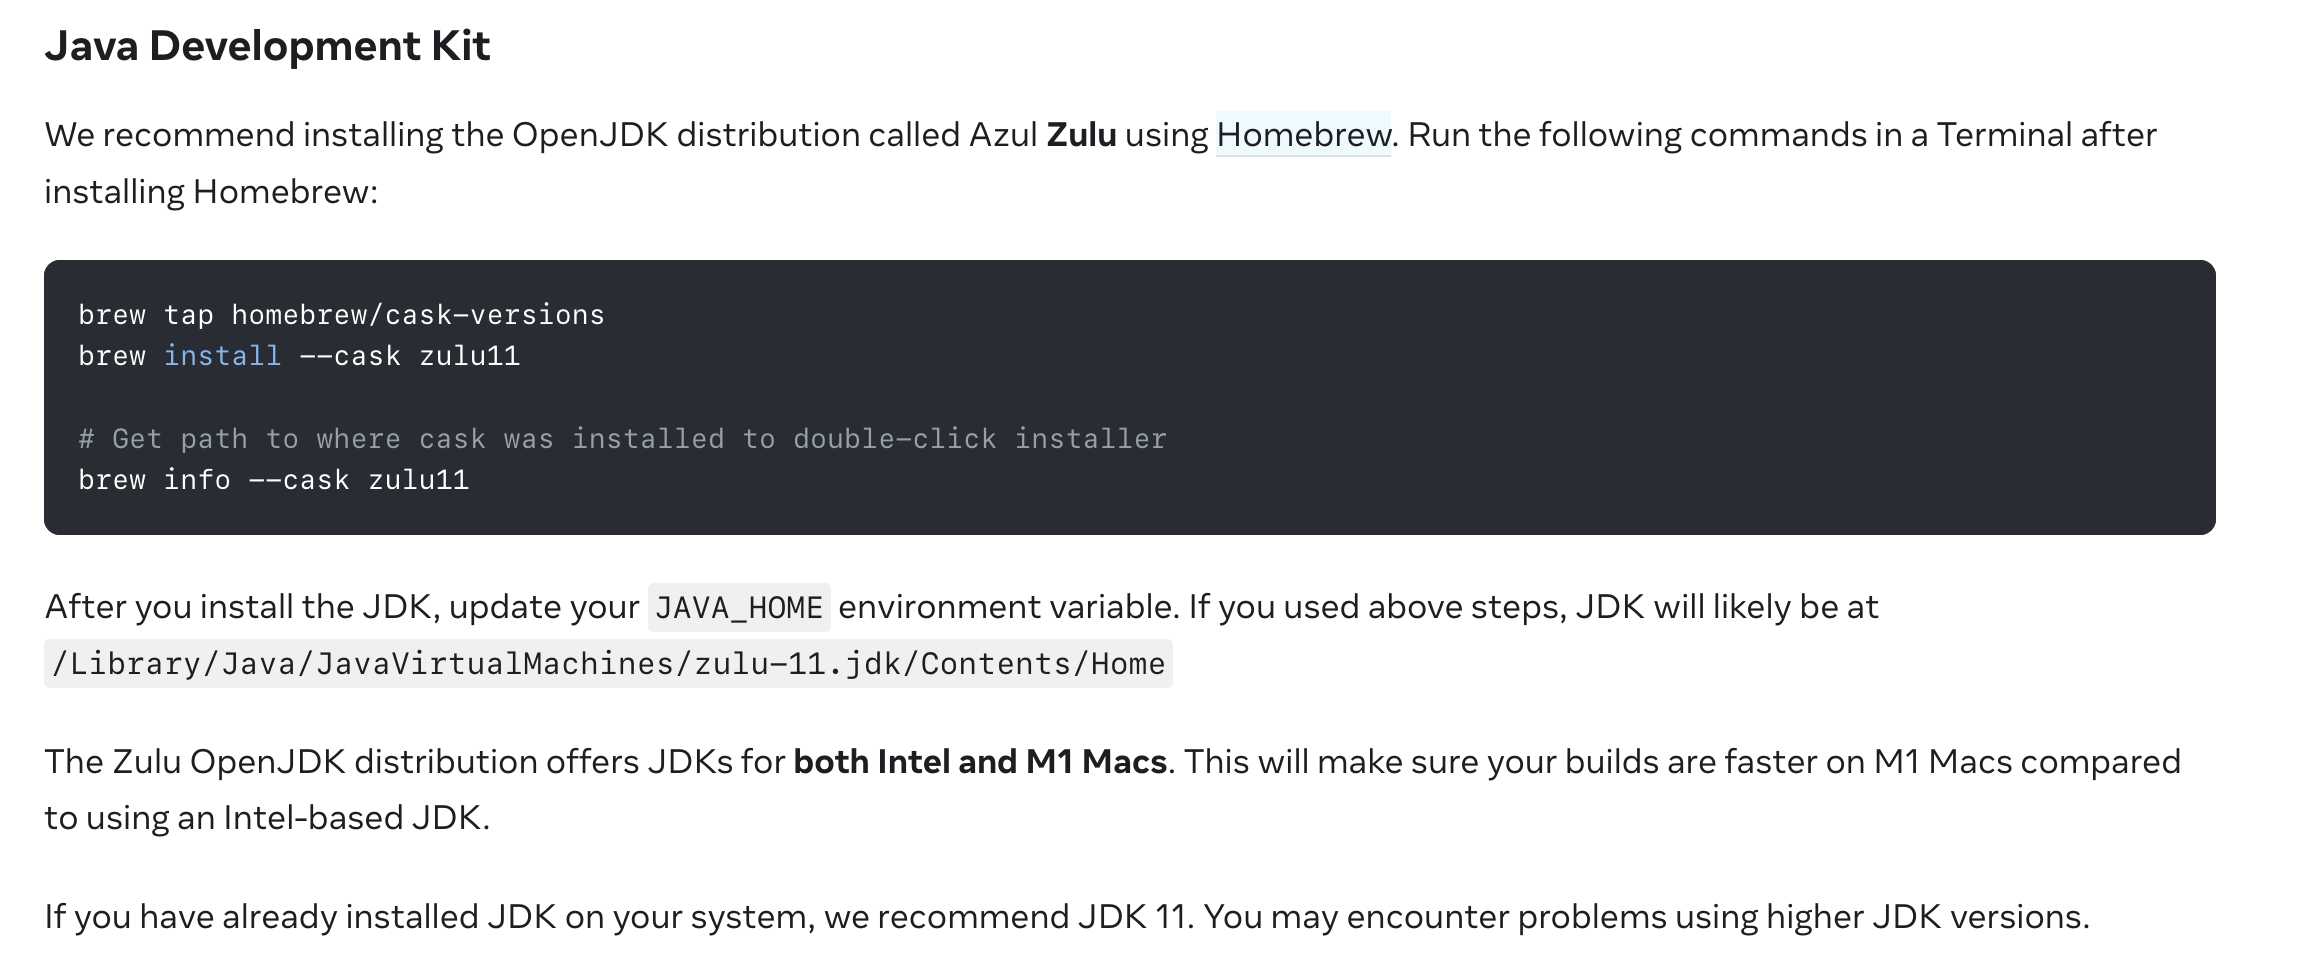 Java Development Kit
We recommend installing the OpenJDK distribution called Azul Zulu using Homebrew. Run the following commands in a Terminal after
installing Homebrew:
brew tap homebrew/cask-versions
brew install --cask zulu11
# Get path to where cask was installed to double-click installer
brew info --cask zulu11
After you install the JDK, update your JAVA_HOME environment variable. If you used above steps, JDK will likely be at
/Library/Java/JavaVirtualMachines/zulu-11.jdk/Contents/Home
The Zulu OpenJDK distribution offers JDKs for both Intel and M1 Macs. This will make sure your builds are faster on M1 Macs compared
to using an Intel-based JDK.
If you have already installed JDK on your system, we recommend JDK 11. You may encounter problems using higher JDK versions.